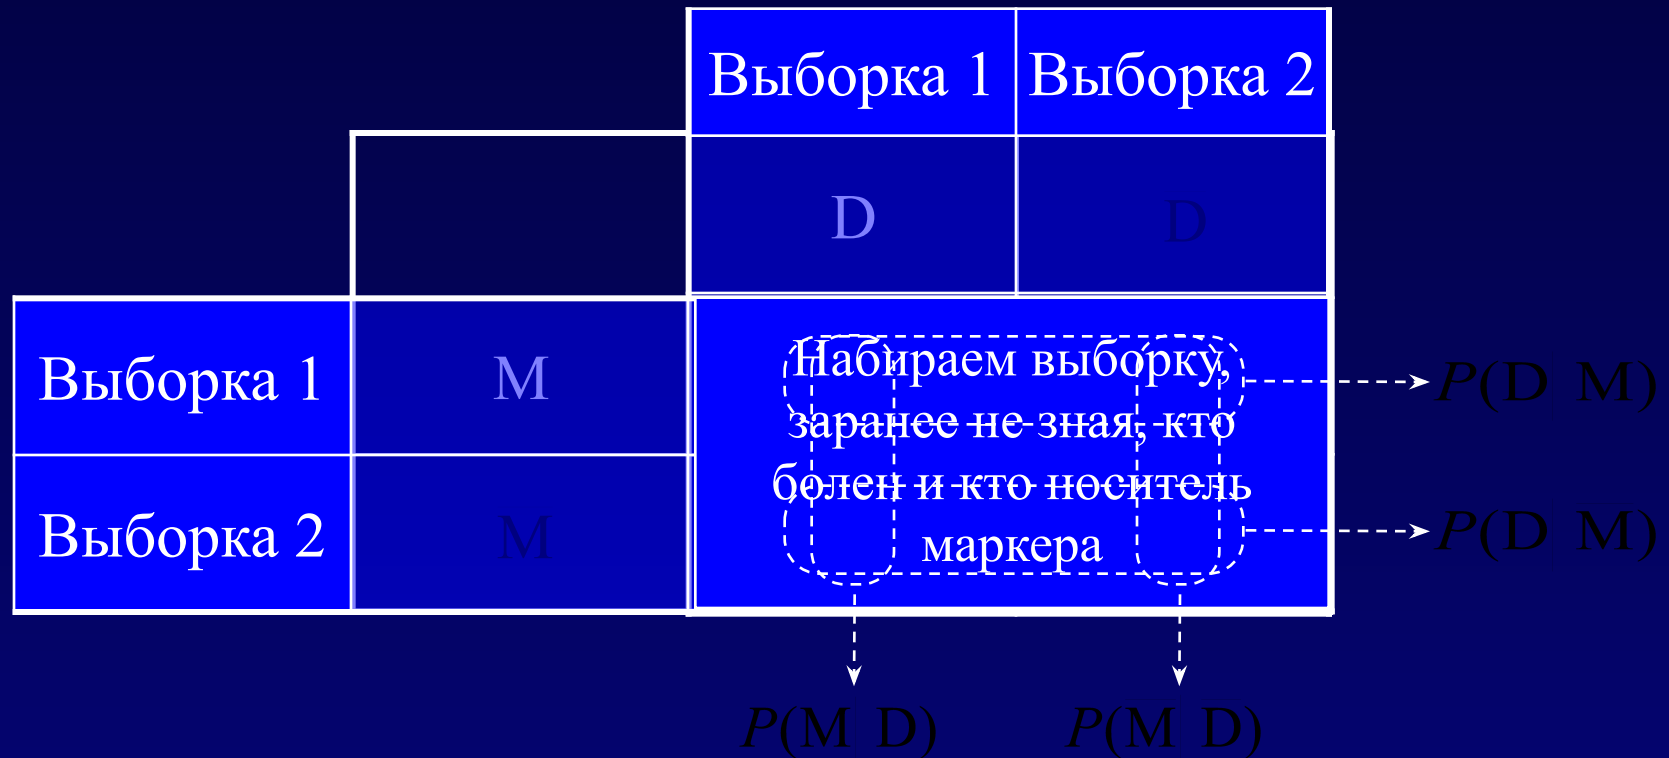 Выборка 1 Выборка 2
D D
Выборка 1 M
Выборка 2 M
Набираем выборку,
заранее не зная, кто
болен и кто носитель
маркера
P(D M)
P(D M)
P(M D) P(M D)